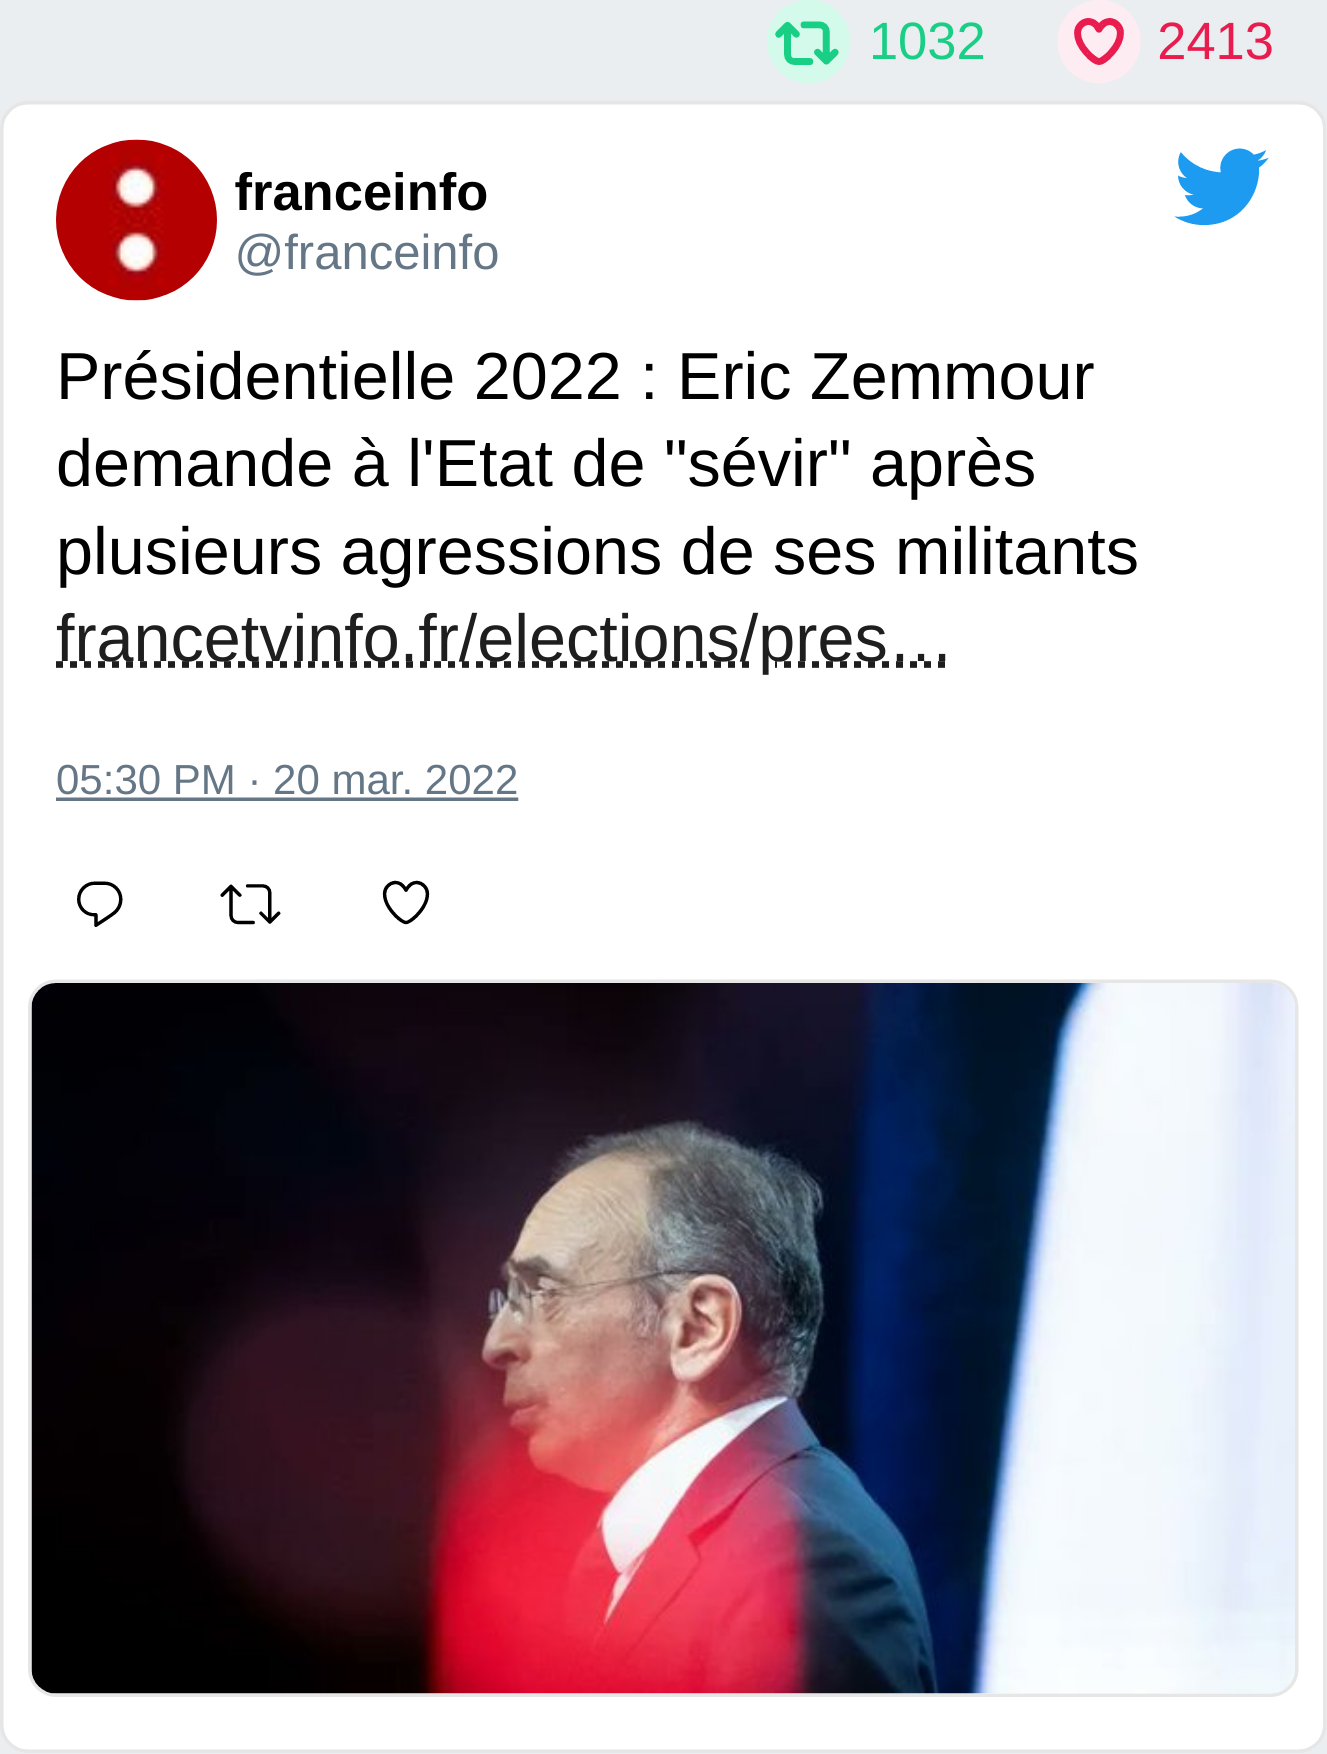 1032 2413
franceinfo
@franceinfo
Présidentielle 2022 : Eric Zemmour
demande à l'Etat de "sévir" après
plusieurs agressions de ses militants
francetvinfo.fr/elections/pres...
05:30 PM · 20 mar. 2022